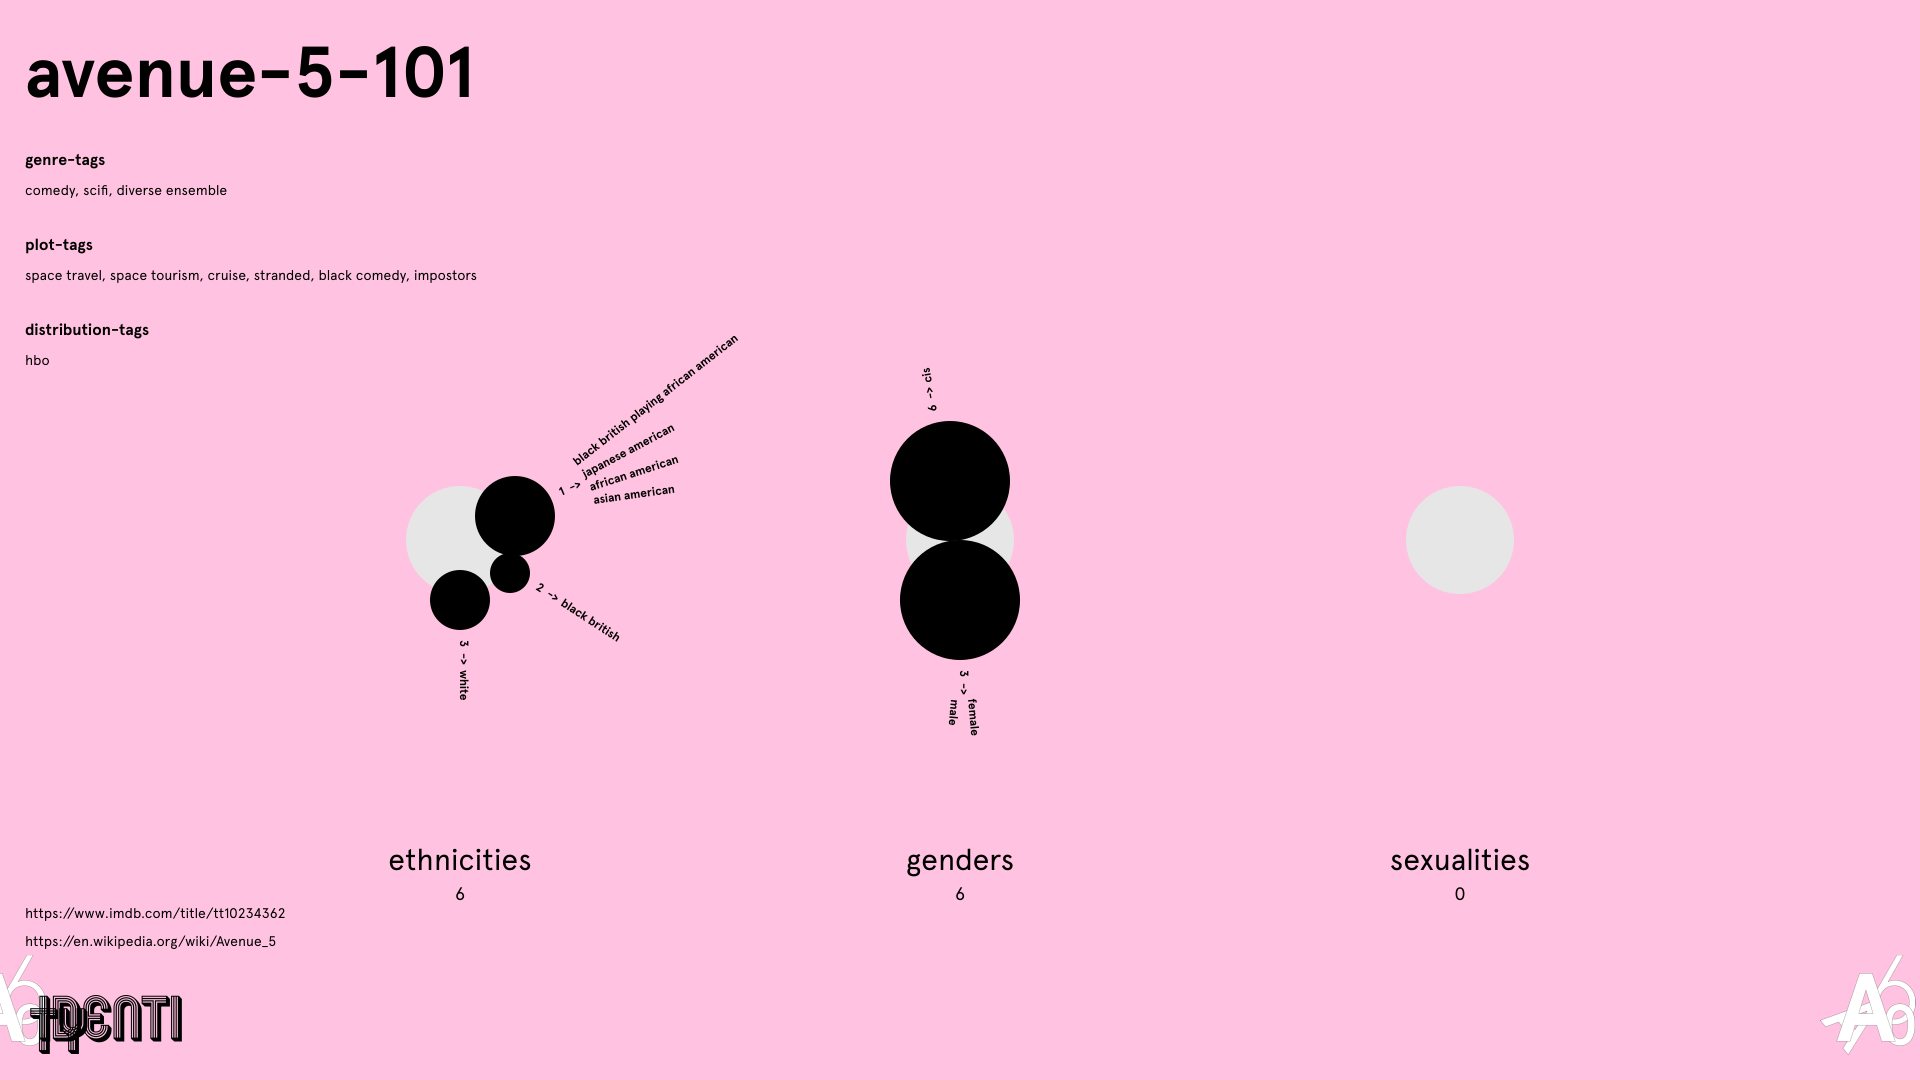 avenue-5-101
genre-tags
comedy, scifi, diverse ensemble
plot-tags
space travel, space tourism, cruise, stranded, black comedy, impostors
distribution-tags
hbo
1 -> black british playing african american
japanese american
african american
asian american
2 -> black british
3 -> white
6 -> cis
3 -> female
male
ethnicities
6
genders
6
sexualities
0
https://www.imdb.com/title/tt10234362
https://en.wikipedia.org/wiki/Avenue_5
IDENTI